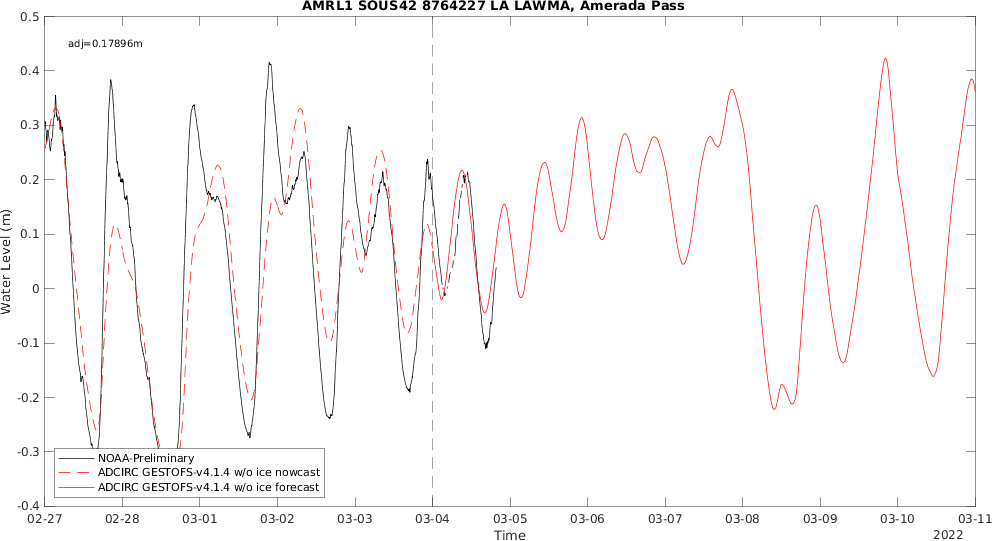 AMRL1 SOUS42 8764227 LA LAWMA, Amerada Pass
adj=0.17896m
0.5
0.4
0.3
0.2
0.1
0
-0.1
-0.2
-0.3
-0.4
Water Level (m)
NOAA-Preliminary
ADCIRC GESTOFS-v4.1.4 w/o ice nowcast
ADCIRC GESTOFS-v4.1.4 w/o ice forecast
02-27 02-28 03-01 03-02 03-03 03-04 03-05 03-06 03-07 03-08 03-09 03-10 03-11
Time
2022